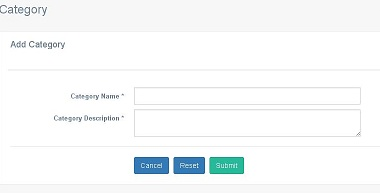 Category
Add Category
Category Name *
Category Description *
Cancel Reset Submit